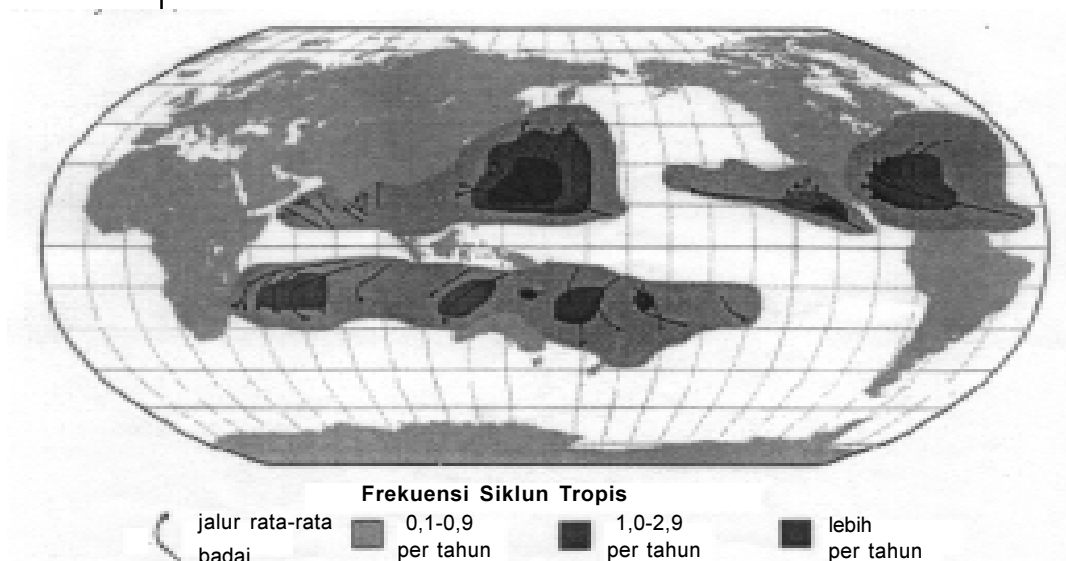 Frekuensi Siklun Tropis
jalur rata-rata
badai
0,1-0,9
per tahun
1,0-2,9
per tahun
lebih
per tahun